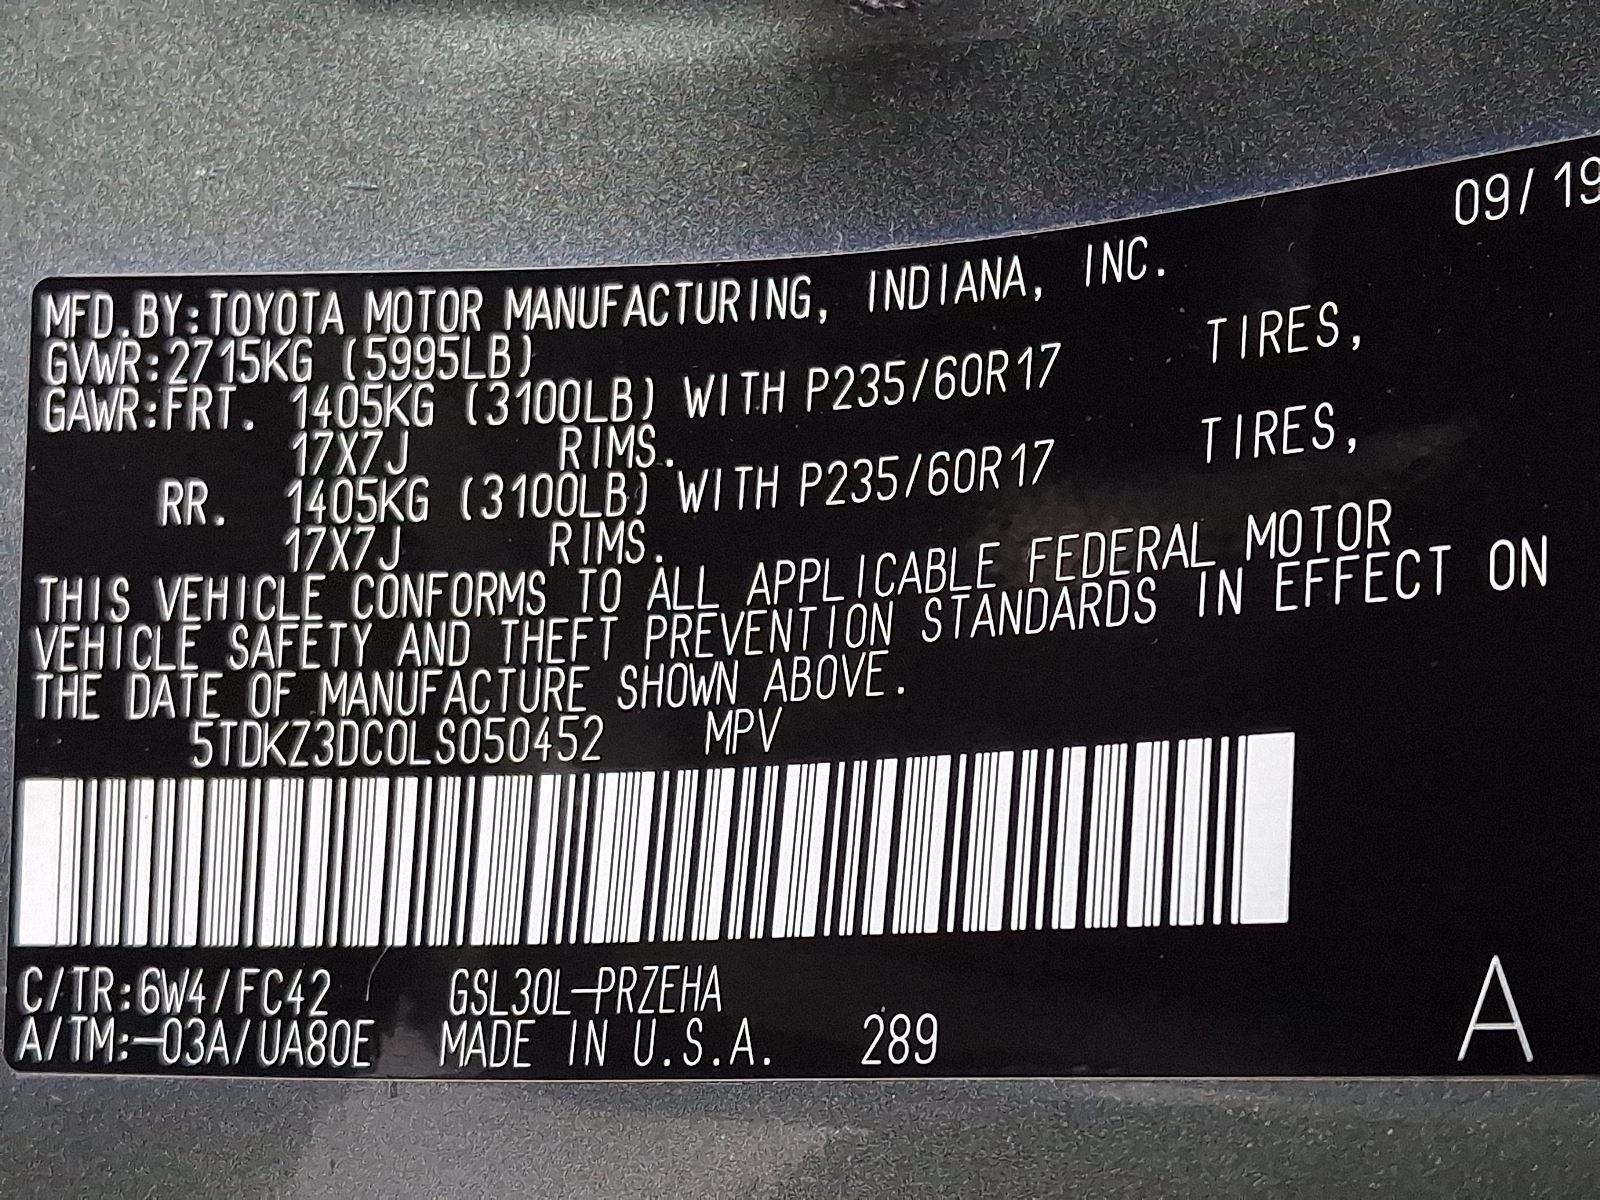 09/19
MFD.BY:TOYOTA MOTOR MANUFACTURING, INDIANA, INC.
GVWR:2715KG (5995LB)
GAWR:FRT. 1405KG (3100LB) WITH P235/60R17 TIRES,
17X7J RIMS.
RR. 1405KG (3100LB) WITH P235/60R17 TIRES,
17X7J RIMS.
THIS VEHICLE CONFORMS TO ALL APPLICABLE FEDERAL MOTOR
VEHICLE SAFETY AND THEFT PREVENTION STANDARDS IN EFFECT ON
THE DATE OF MANUFACTURE SHOWN ABOVE.
5TDKZ3DC0LS050452 MPV
C/TR:6W4/FC42 GSL30L-PRZEHA
A/TM:-03A/UA80E MADE IN U.S.A. 289
A